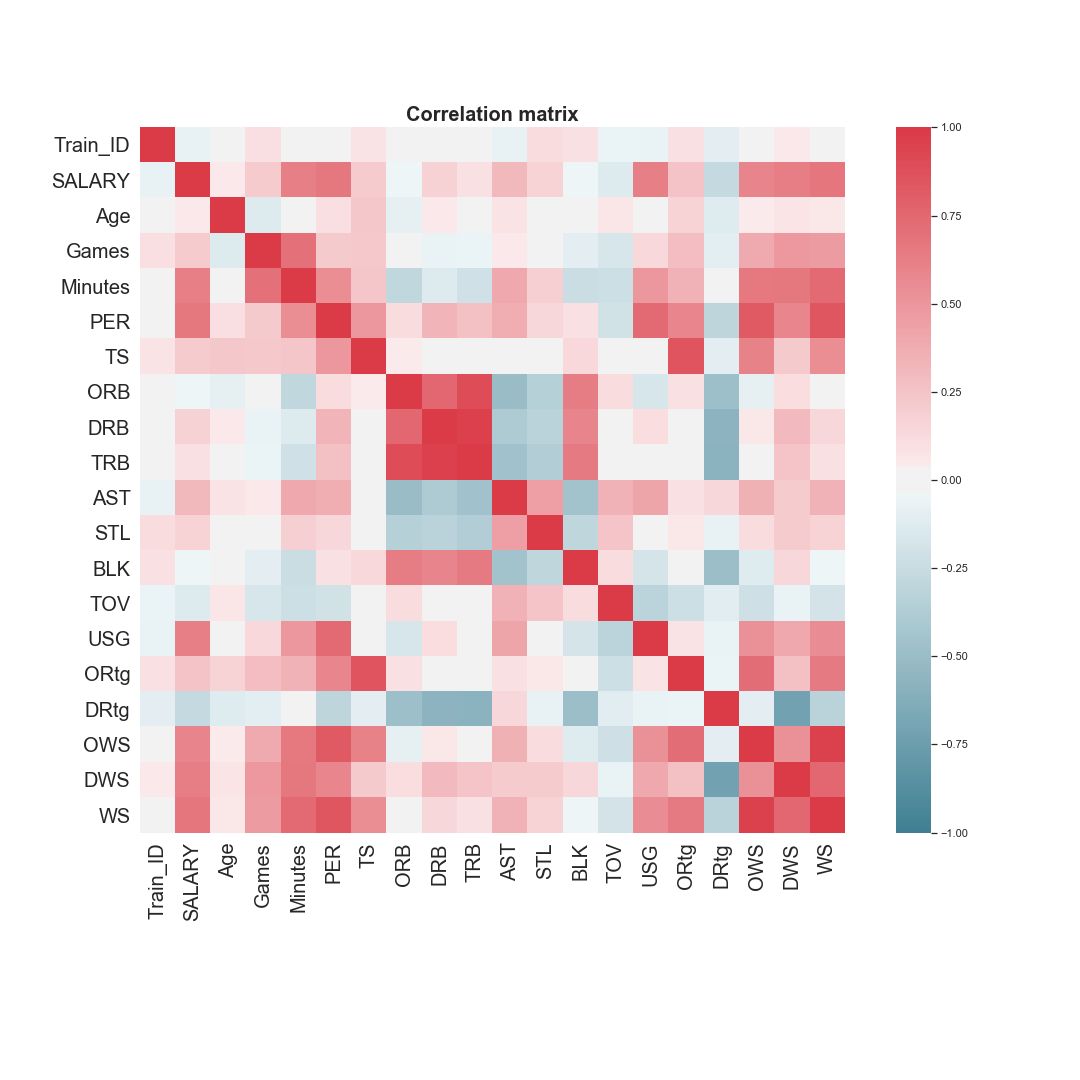 Correlation matrix
Train_ID
SALARY
Age
Games
Minutes
PER
TS
ORB
DRB
TRB
AST
STL
BLK
TOV
USG
ORtg
DRtg
OWS
DWS
WS
Train_ID
SALARY
Age
Games
Minutes
PER
TS
ORB
DRB
TRB
AST
STL
BLK
TOV
USG
ORtg
DRtg
OWS
DWS
WS
1.00
0.75
0.50
0.25
0.00
−0.25
−0.50
−0.75
−1.00